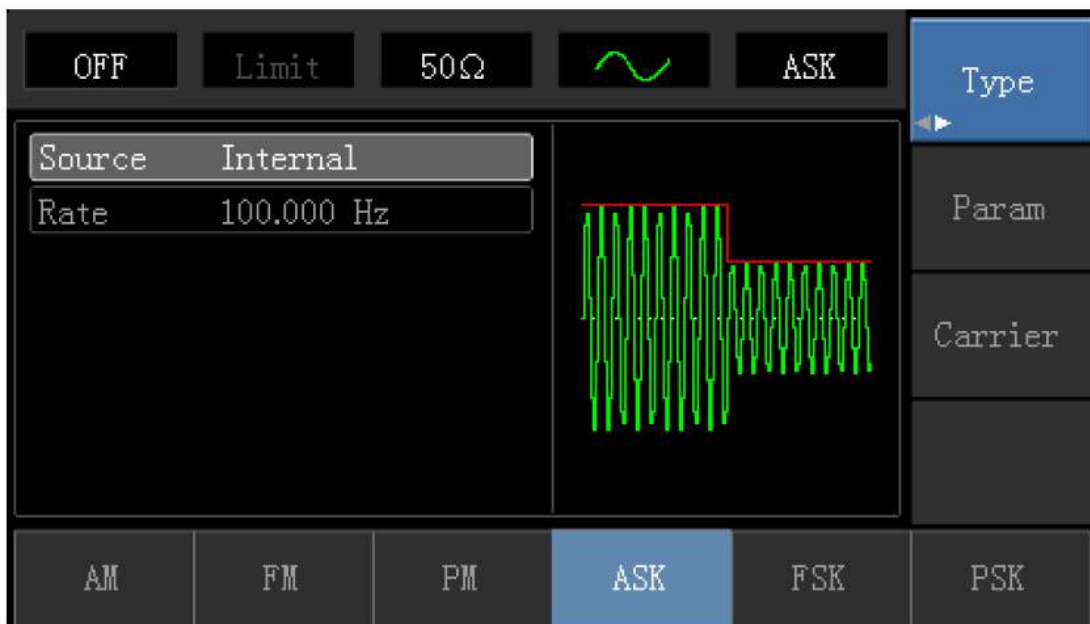 OFF Limit 50Ω ASK
Type
Source Internal
Rate 100.000 Hz
Param
Carrier
AM FM PM ASK FSK PSK